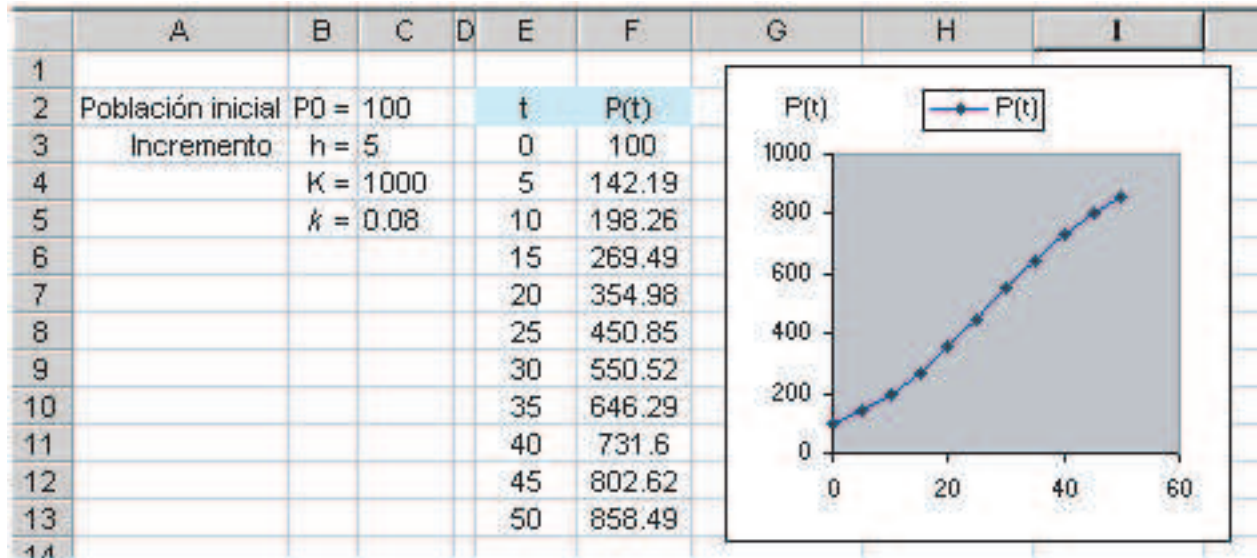 A B C D E F G H I
1
2 Población inicial P0 = 100 t P(t)
3 Incremento h = 5 0 100
4 K = 1000 5 142.19
5 k = 0.08 10 198.26
6 15 269.49
7 20 354.98
8 25 450.85
9 30 550.52
10 35 646.29
11 40 731.6
12 45 802.62
13 50 858.49
14
P(t) P(t)
1000
800
600
400
200
0
0 20 40 60